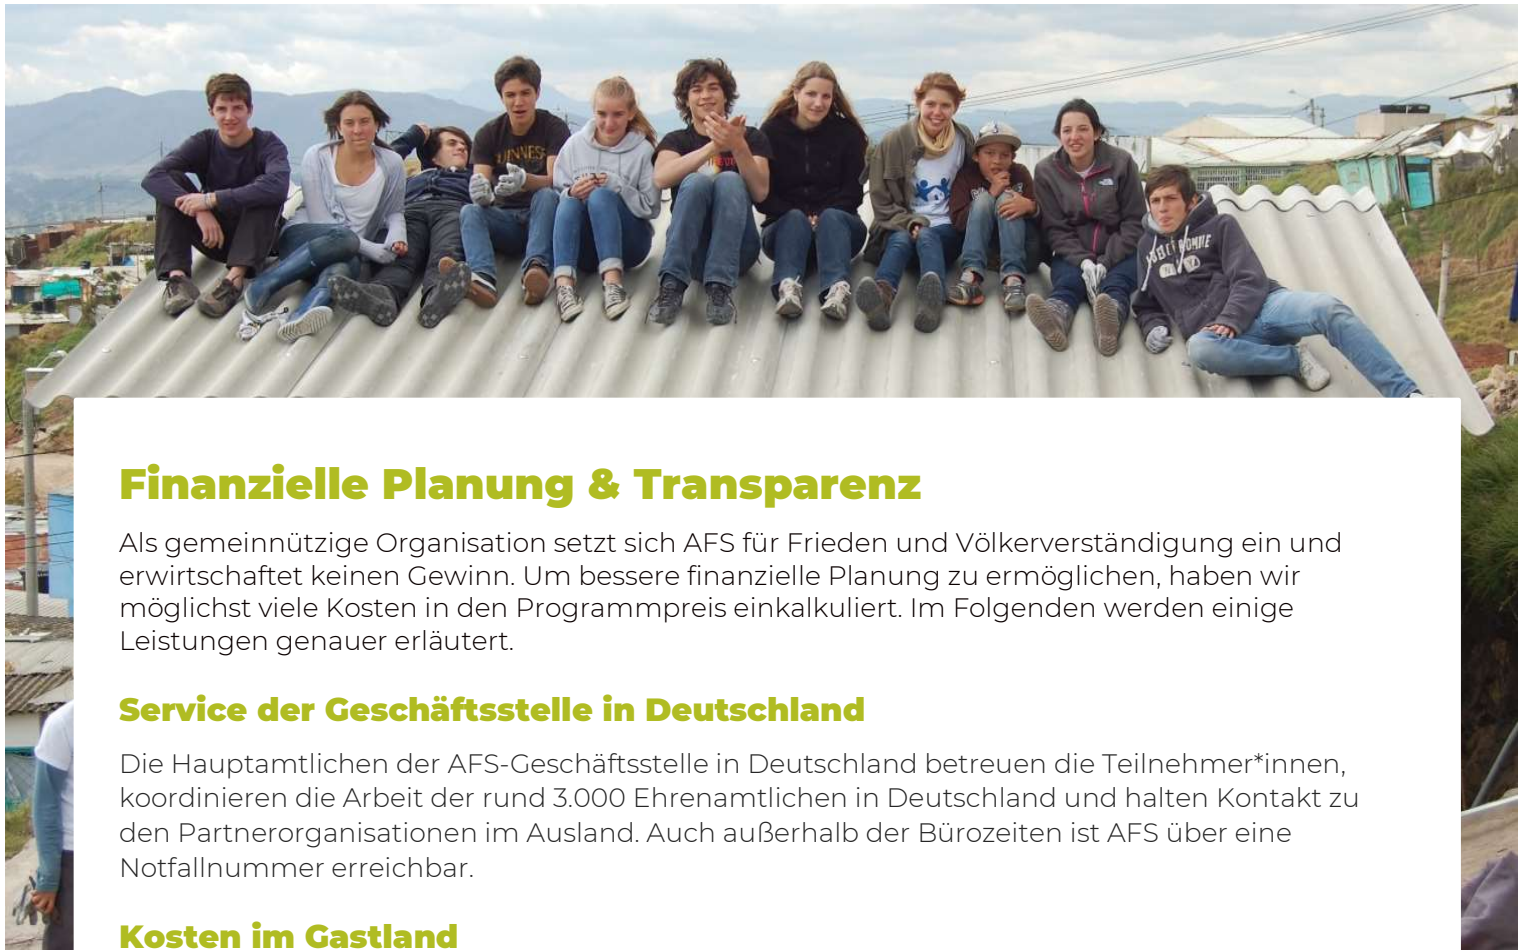 GUINNESS
Finanzielle Planung & Transparenz
Als gemeinnützige Organisation setzt sich AFS für Frieden und Völkerverständigung ein und
erwirtschaftet keinen Gewinn. Um bessere finanzielle Planung zu ermöglichen, haben wir
möglichst viele Kosten in den Programmpreis einkalkuliert. Im Folgenden werden einige
Leistungen genauer erläutert.
Service der Geschäftsstelle in Deutschland
Die Hauptamtlichen der AFS-Geschäftsstelle in Deutschland betreuen die Teilnehmer*innen,
koordinieren die Arbeit der rund 3.000 Ehrenamtlichen in Deutschland und halten Kontakt zu
den Partnerorganisationen im Ausland. Auch außerhalb der Bürozeiten ist AFS über eine
Notfallnummer erreichbar.
Kosten im Gastland